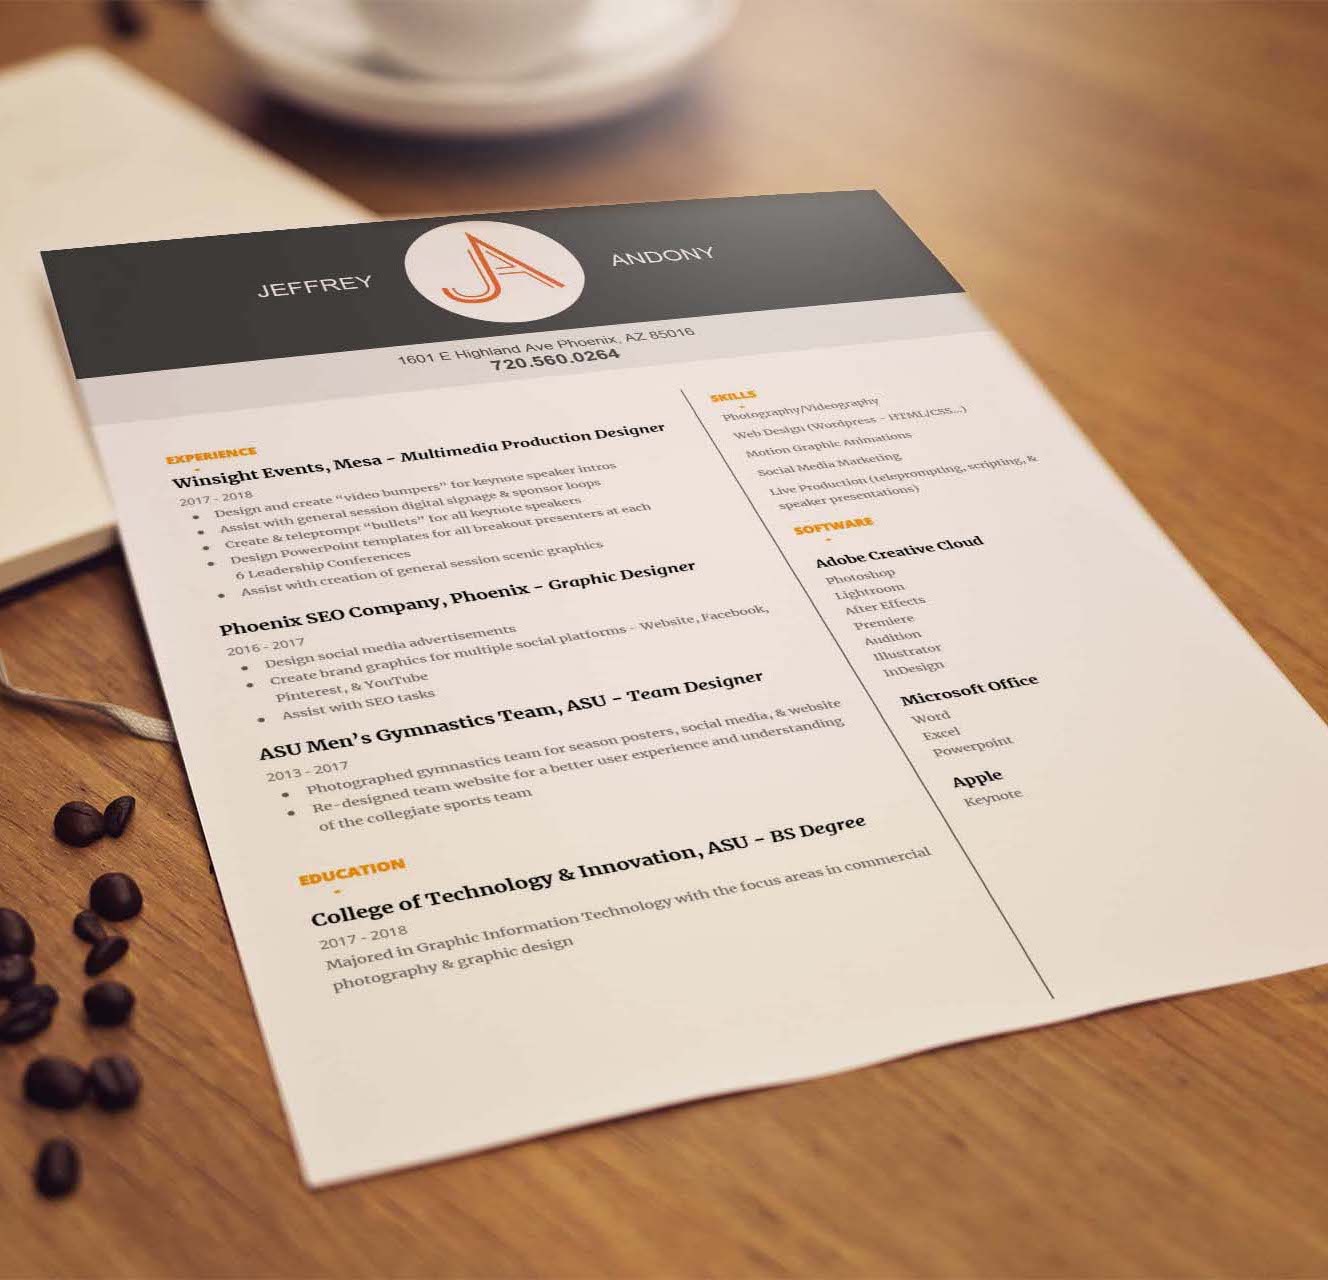 JEFFREY
JA
ANDONY
1601 E Highland Ave Phoenix, AZ 85016
720.560.0264
EXPERIENCE
Winsight Events, Mesa - Multimedia Production Designer
2017 - 2018
• Design and create “video bumpers” for keynote speaker intros
• Assist with general session digital signage & sponsor loops
• Create & teleprompt “bullets” for all keynote speakers
• Design PowerPoint templates for all breakout presenters at each
6 Leadership Conferences
• Assist with creation of general session scenic graphics
Phoenix SEO Company, Phoenix - Graphic Designer
2016 - 2017
• Design social media advertisements
• Create brand graphics for multiple social platforms - Website, Facebook,
Pinterest, & YouTube
• Assist with SEO tasks
ASU Men’s Gymnastics Team, ASU - Team Designer
2013 - 2017
• Photographed gymnastics team for season posters, social media, & website
• Re-designed team website for a better user experience and understanding
of the collegiate sports team
EDUCATION
College of Technology & Innovation, ASU - BS Degree
2017 - 2018
Majored in Graphic Information Technology with the focus areas in commercial
photography & graphic design
SKILLS
Photography/Videography
Web Design (Wordpress - HTML/CSS...)
Motion Graphic Animations
Social Media Marketing
Live Production (teleprompting, scripting, &
speaker presentations)
SOFTWARE
Adobe Creative Cloud
Photoshop
Lightroom
After Effects
Premiere
Audition
Illustrator
InDesign
Microsoft Office
Word
Excel
Powerpoint
Apple
Keynote